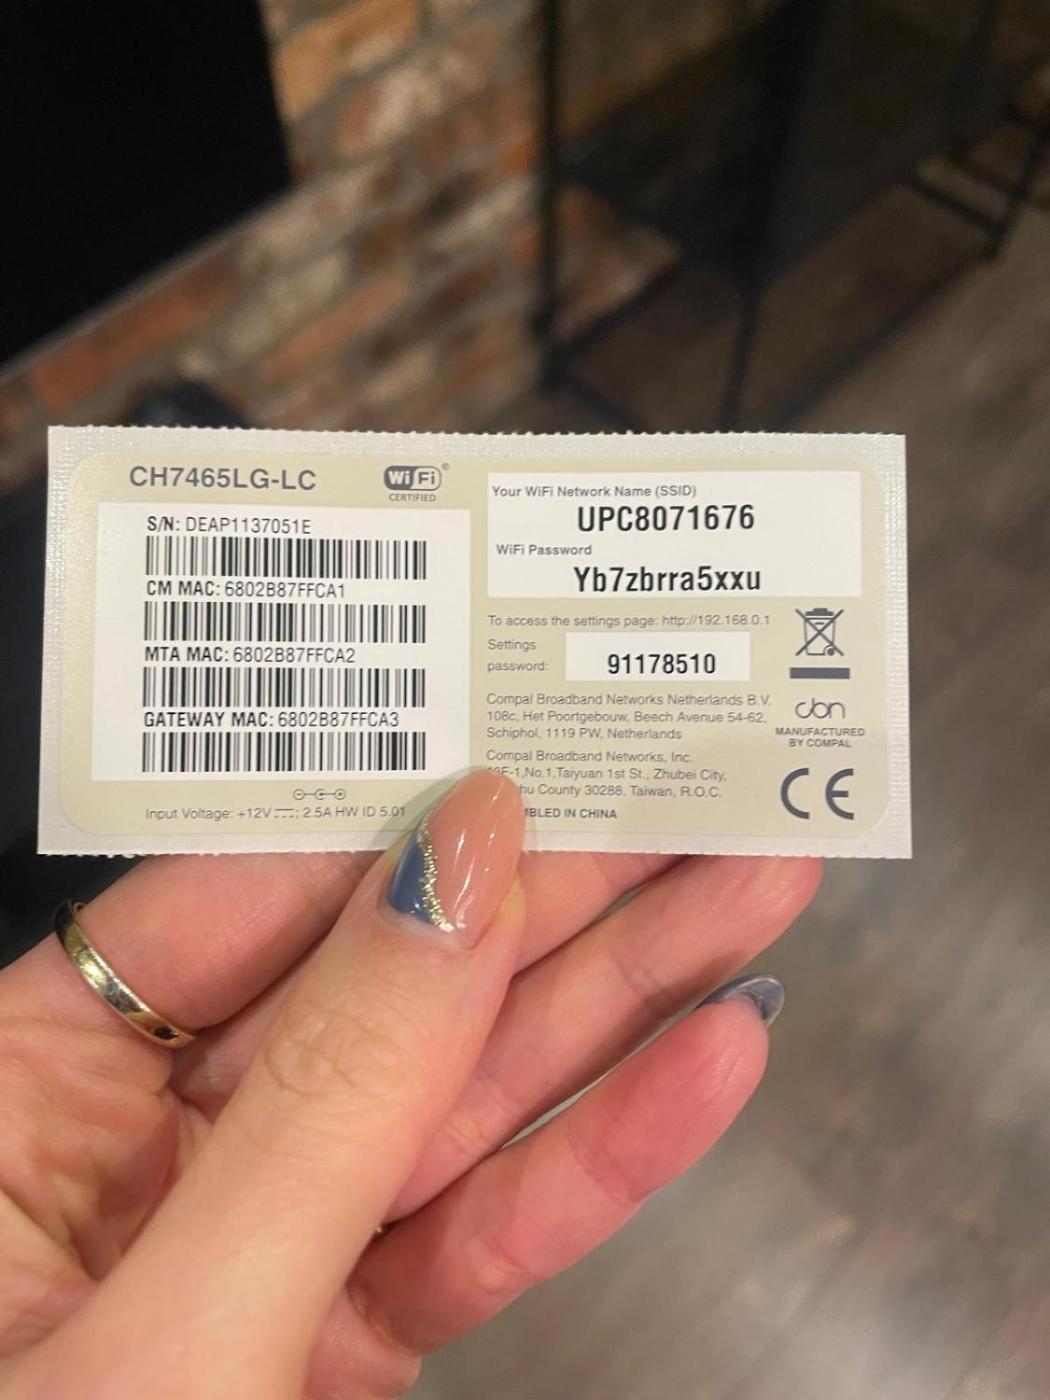 CH7465LG-LC
WiFi®
CERTIFIED
S/N: DEAP1137051E
CM MAC: 6802B87FFCA1
MTA MAC: 6802B87FFCA2
GATEWAY MAC: 6802B87FFCA3
Input Voltage: +12V ⎓; 2.5A HW ID 5.01
Your WiFi Network Name (SSID)
UPC8071676
WiFi Password
Yb7zbrra5xxu
To access the settings page: http://192.168.0.1
Settings
password:
91178510
Compal Broadband Networks Netherlands B.V.
108c, Het Poortgebouw, Beech Avenue 54-62,
Schiphol, 1119 PW, Netherlands
Compal Broadband Networks, Inc.
-1,No.1,Taiyuan 1st St., Zhubei City,
County 30288, Taiwan, R.O.C.
IN CHINA
cbn
MANUFACTURED
BY COMPAL
CE